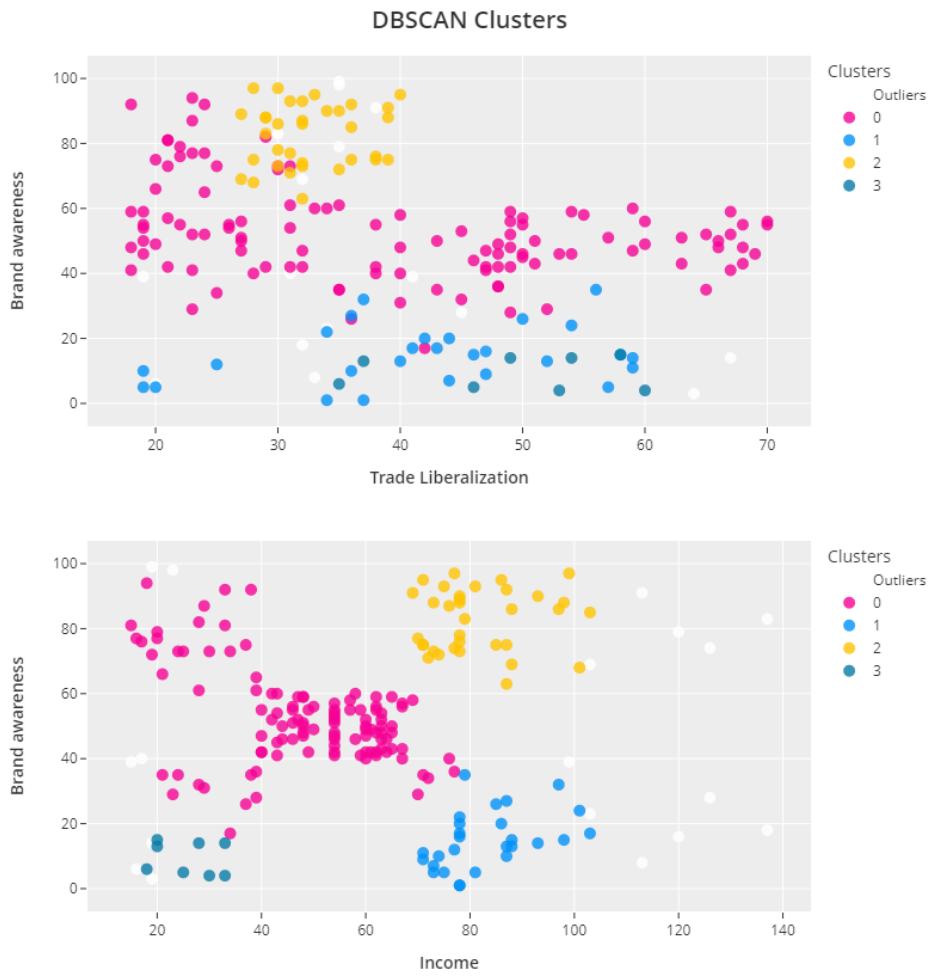 DBSCAN Clusters
Clusters
Outliers
0
1
2
3
100
80
60
40
20
0
Brand awareness
20 30 40 50 60 70
Trade Liberalization
Clusters
Outliers
0
1
2
3
100
80
60
40
20
0
Brand awareness
20 40 60 80 100 120 140
Income